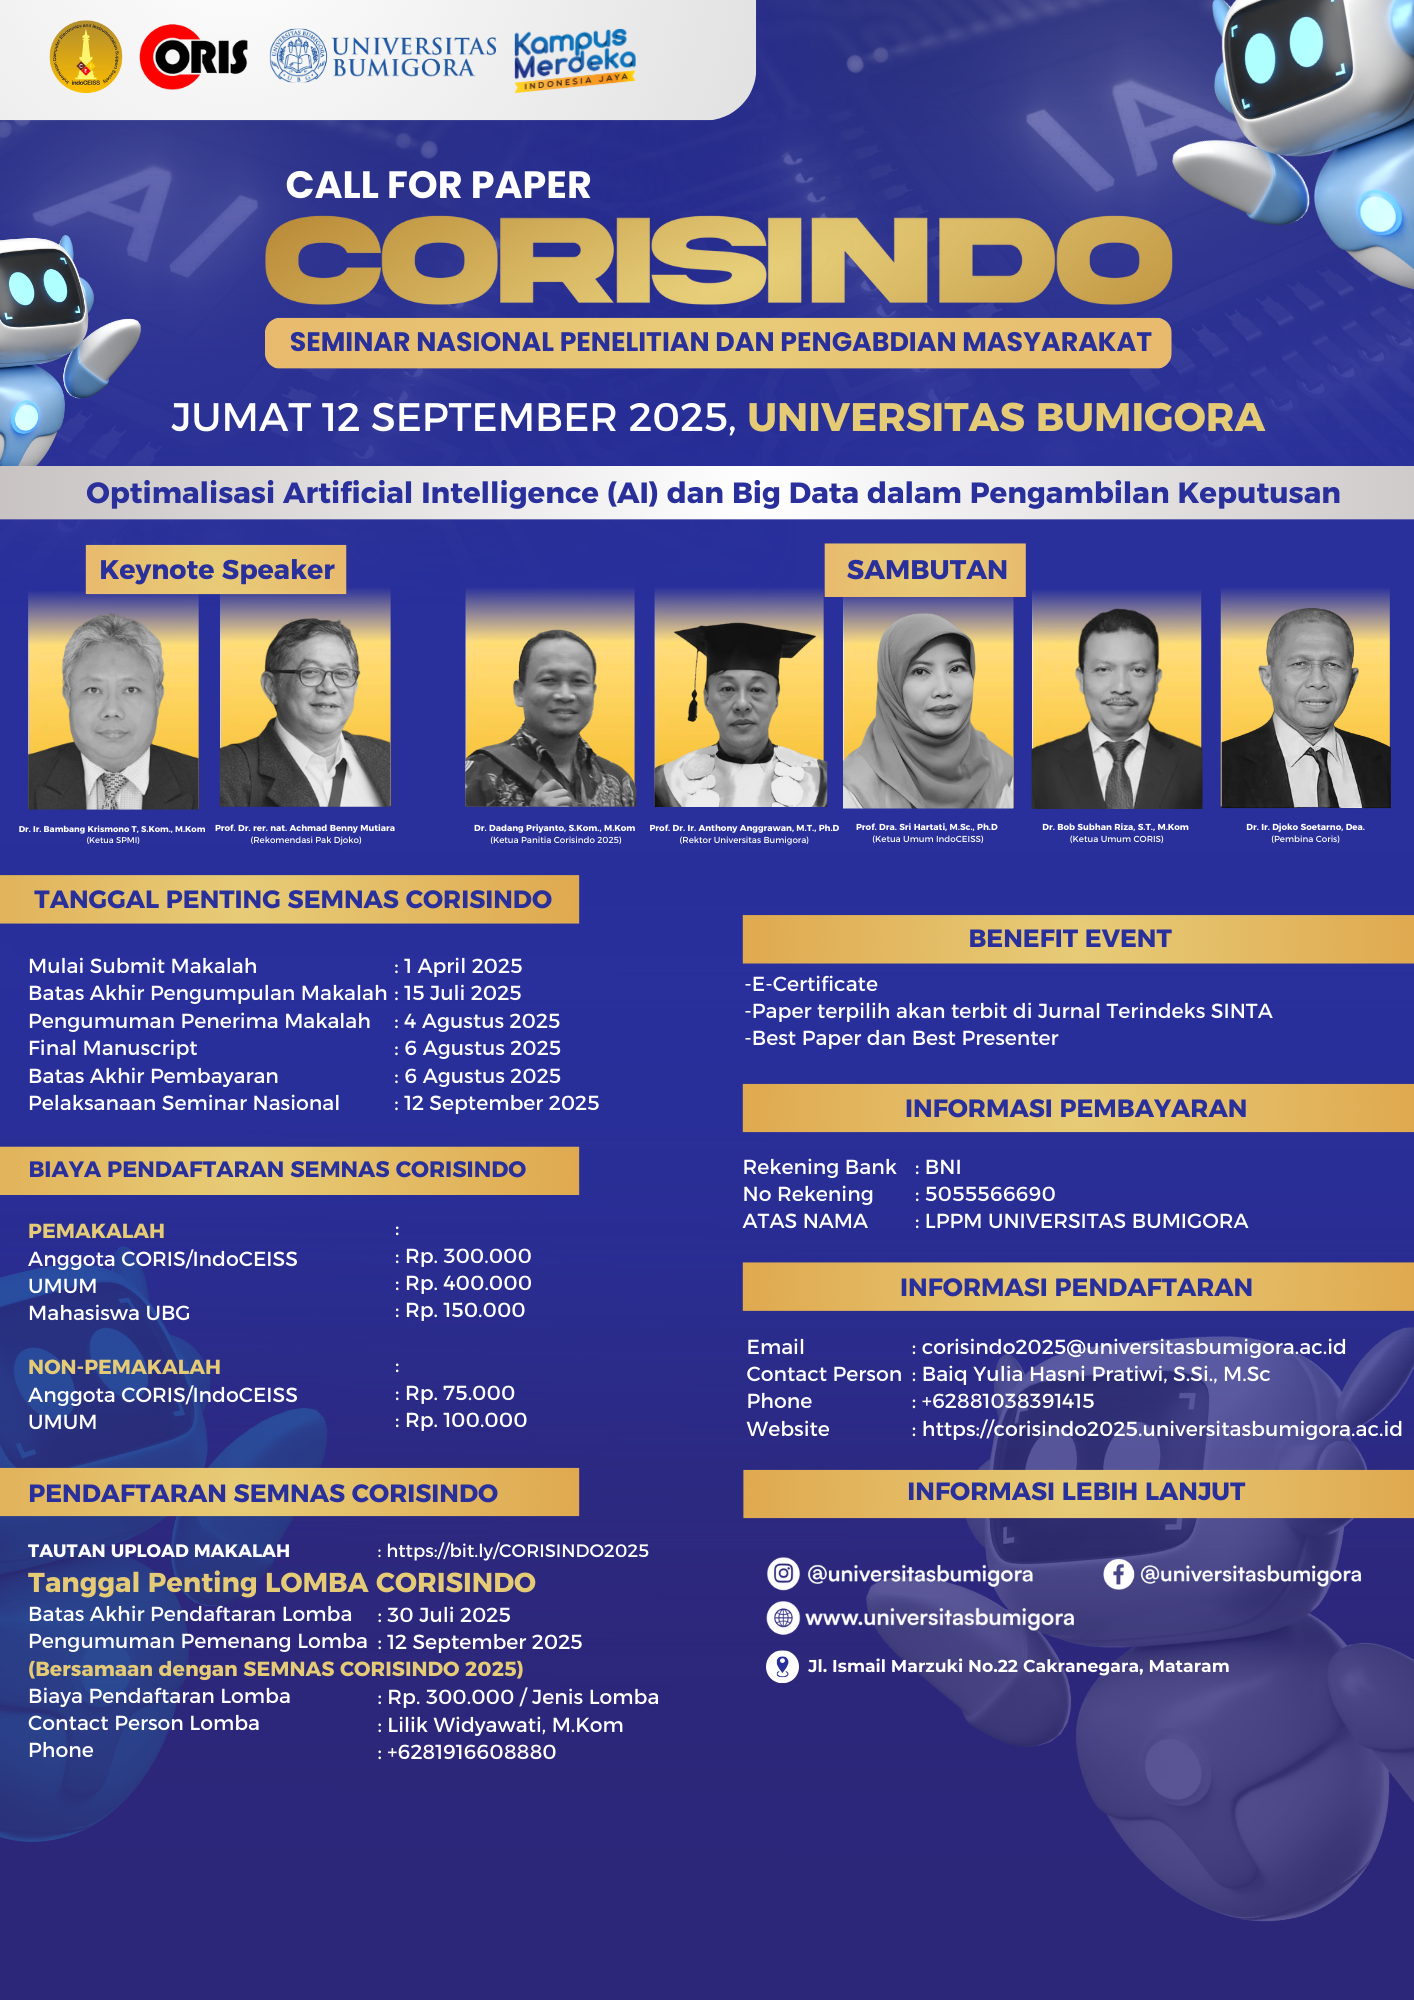 indoCEISS
CORIS
UNIVERSITAS
BUMIGORA
Kampus
Merdeka
INDONESIA JAYA
AI
IA
CALL FOR PAPER
CORISINDO
SEMINAR NASIONAL PENELITIAN DAN PENGABDIAN MASYARAKAT
JUMAT 12 SEPTEMBER 2025, UNIVERSITAS BUMIGORA
Optimalisasi Artificial Intelligence (AI) dan Big Data dalam Pengambilan Keputusan
Keynote Speaker
Dr. Ir. Bambang Krismono T, S.Kom., M.Kom
(Ketua SPMI)
Prof. Dr. rer. nat. Achmad Benny Mutiara
(Rekomendasi Pak Djoko)
SAMBUTAN
Dr. Dadang Priyanto, S.Kom., M.Kom
(Ketua Panitia Corisindo 2025)
Prof. Dr. Ir. Anthony Anggrawan, M.T., Ph.D
(Rektor Universitas Bumigora)
Prof. Dra. Sri Hartati, M.Sc., Ph.D
(Ketua Umum IndoCEISS)
Dr. Bob Subhan Riza, S.T., M.Kom
(Ketua Umum CORIS)
Dr. Ir. Djoko Soetarno, Dea.
(Pembina Coris)
TANGGAL PENTING SEMNAS CORISINDO
Mulai Submit Makalah : 1 April 2025
Batas Akhir Pengumpulan Makalah : 15 Juli 2025
Pengumuman Penerima Makalah : 4 Agustus 2025
Final Manuscript : 6 Agustus 2025
Batas Akhir Pembayaran : 6 Agustus 2025
Pelaksanaan Seminar Nasional : 12 September 2025
BIAYA PENDAFTARAN SEMNAS CORISINDO
PEMAKALAH :
Anggota CORIS/IndoCEISS : Rp. 300.000
UMUM : Rp. 400.000
Mahasiswa UBG : Rp. 150.000
NON-PEMAKALAH :
Anggota CORIS/IndoCEISS : Rp. 75.000
UMUM : Rp. 100.000
PENDAFTARAN SEMNAS CORISINDO
TAUTAN UPLOAD MAKALAH : https://bit.ly/CORISINDO2025
Tanggal Penting LOMBA CORISINDO
Batas Akhir Pendaftaran Lomba : 30 Juli 2025
Pengumuman Pemenang Lomba : 12 September 2025
(Bersamaan dengan SEMNAS CORISINDO 2025)
Biaya Pendaftaran Lomba : Rp. 300.000 / Jenis Lomba
Contact Person Lomba : Lilik Widyawati, M.Kom
Phone : +6281916608880
BENEFIT EVENT
-E-Certificate
-Paper terpilih akan terbit di Jurnal Terindeks SINTA
-Best Paper dan Best Presenter
INFORMASI PEMBAYARAN
Rekening Bank : BNI
No Rekening : 5055566690
ATAS NAMA : LPPM UNIVERSITAS BUMIGORA
INFORMASI PENDAFTARAN
Email : corisindo2025@universitasbumigora.ac.id
Contact Person : Baiq Yulia Hasni Pratiwi, S.Si., M.Sc
Phone : +62881038391415
Website : https://corisindo2025.universitasbumigora.ac.id
INFORMASI LEBIH LANJUT
@universitasbumigora
@universitasbumigora
www.universitasbumigora
Jl. Ismail Marzuki No.22 Cakranegara, Mataram